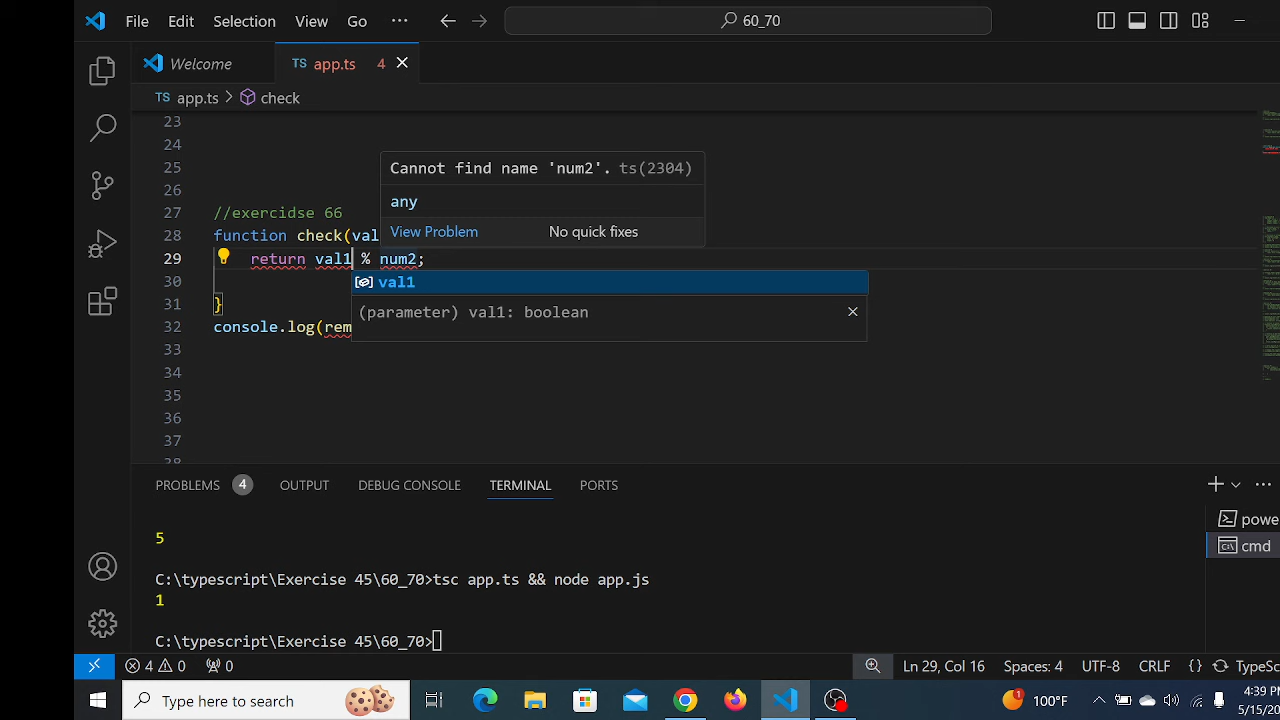 File Edit Selection View Go ··· 60_70
Welcome TS app.ts 4
TS app.ts > check
23
24
25
26
Cannot find name 'num2'. ts(2304)
any
View Problem No quick fixes
27 //exercidse 66
28 function check(val
29 return val1 % num2;
30
val1
(parameter) val1: boolean
31 }
32 console.log(rem
33
34
35
36
37
38
PROBLEMS 4 OUTPUT DEBUG CONSOLE TERMINAL PORTS
5
C:\typescript\Exercise 45\60_70>tsc app.ts && node app.js
1
C:\typescript\Exercise 45\60_70>
powe
cmd
4 0 0 Ln 29, Col 16 Spaces: 4 UTF-8 CRLF {} TypeSc
Type here to search 1 100°F 4:39
5/15/20